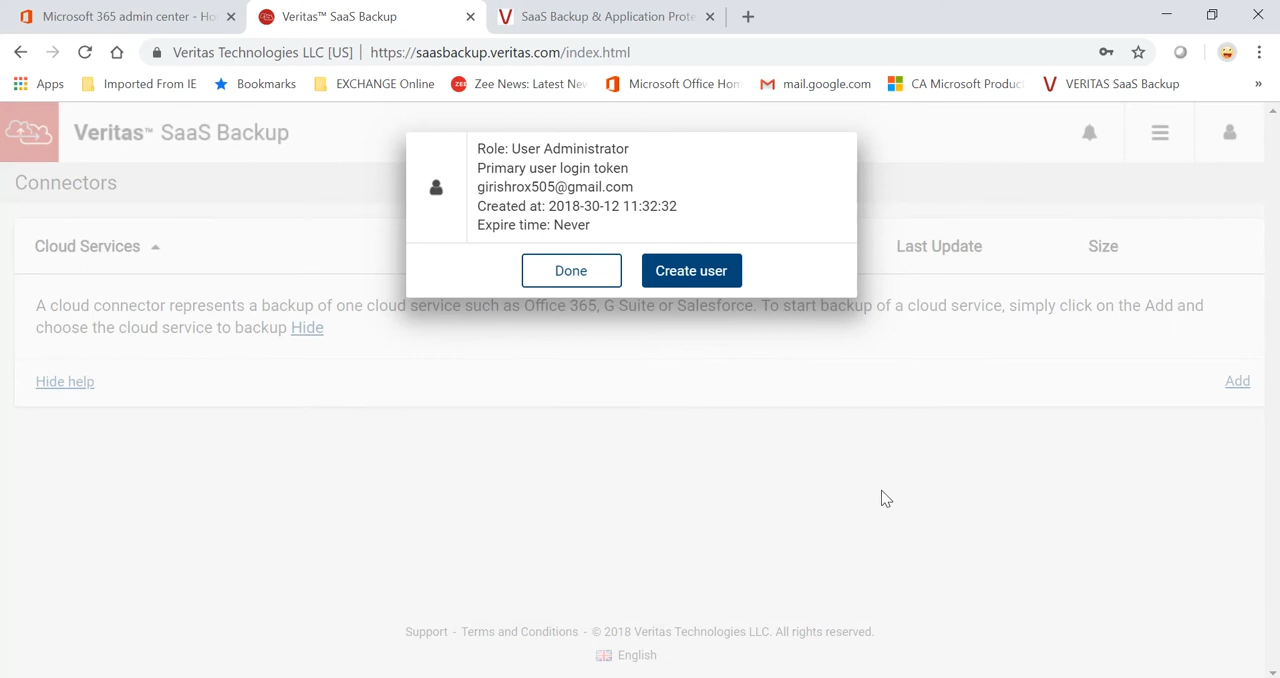 Microsoft 365 admin center - Ho
Veritas™ SaaS Backup
SaaS Backup & Application Prote
Veritas Technologies LLC [US] | https://saasbackup.veritas.com/index.html
Apps
Imported From IE
Bookmarks
EXCHANGE Online
Zee News: Latest Ne
Microsoft Office Hom
mail.google.com
CA Microsoft Produc
VERITAS SaaS Backup
Veritas™ SaaS Backup
Connectors
Role: User Administrator
Primary user login token
girishrox505@gmail.com
Created at: 2018-30-12 11:32:32
Expire time: Never
Done
Create user
Cloud Services
Last Update
Size
A cloud connector represents a backup of one cloud service such as Office 365, G Suite or Salesforce. To start backup of a cloud service, simply click on the Add and
choose the cloud service to backup Hide
Hide help
Add
Support - Terms and Conditions - © 2018 Veritas Technologies LLC. All rights reserved.
English